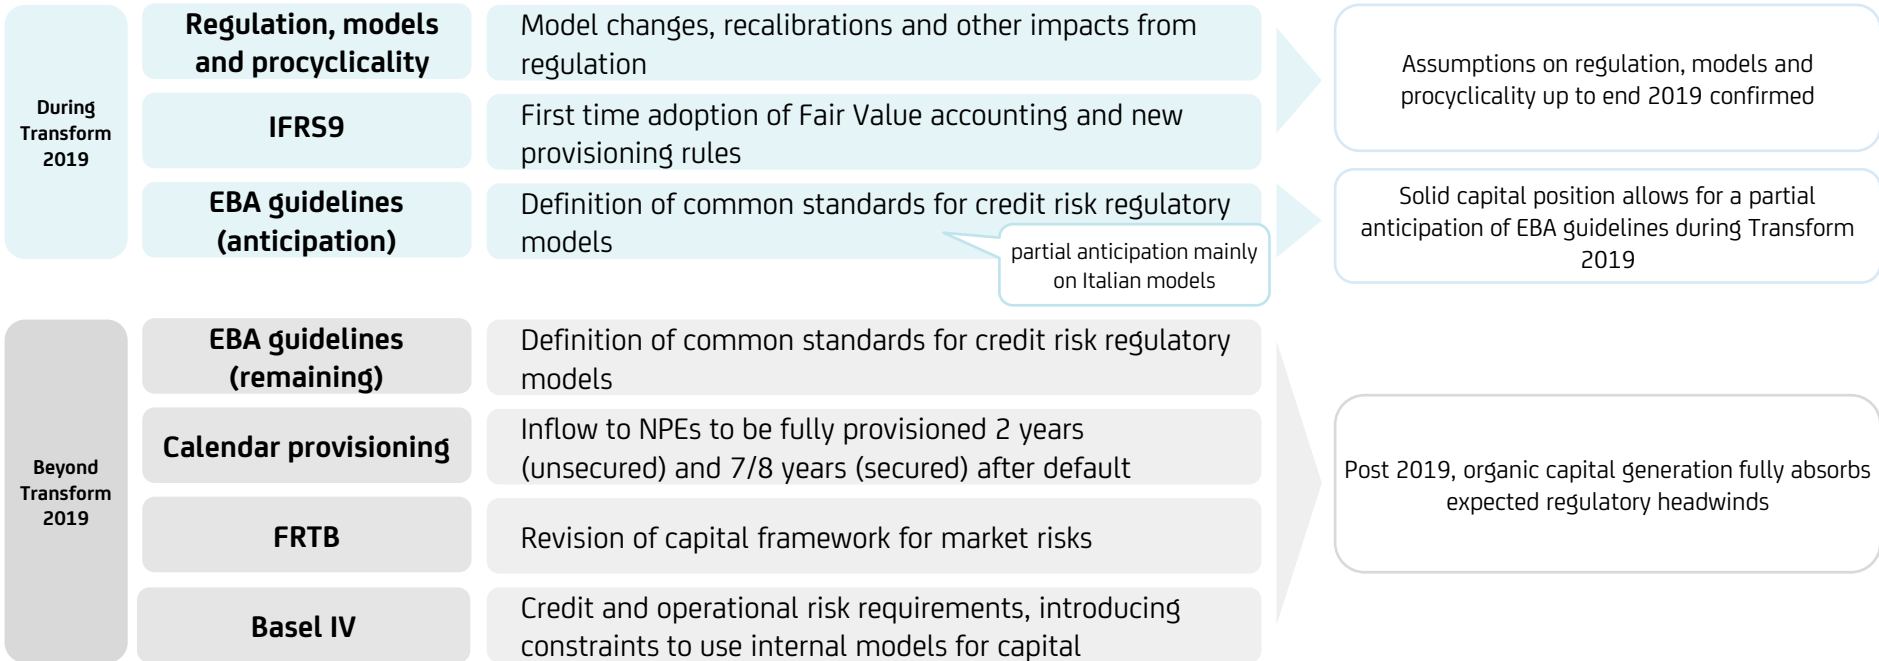 During
Transform
2019
Regulation, models
and procyclicality
Model changes, recalibrations and other impacts from
regulation
IFRS9
First time adoption of Fair Value accounting and new
provisioning rules
Assumptions on regulation, models and
procyclicality up to end 2019 confirmed
EBA guidelines
(anticipation)
Definition of common standards for credit risk regulatory
models
partial anticipation mainly
on Italian models
Solid capital position allows for a partial
anticipation of EBA guidelines during Transform
2019
Beyond
Transform
2019
EBA guidelines
(remaining)
Definition of common standards for credit risk regulatory
models
Calendar provisioning
Inflow to NPEs to be fully provisioned 2 years
(unsecured) and 7/8 years (secured) after default
FRTB
Revision of capital framework for market risks
Basel IV
Credit and operational risk requirements, introducing
constraints to use internal models for capital
Post 2019, organic capital generation fully absorbs
expected regulatory headwinds